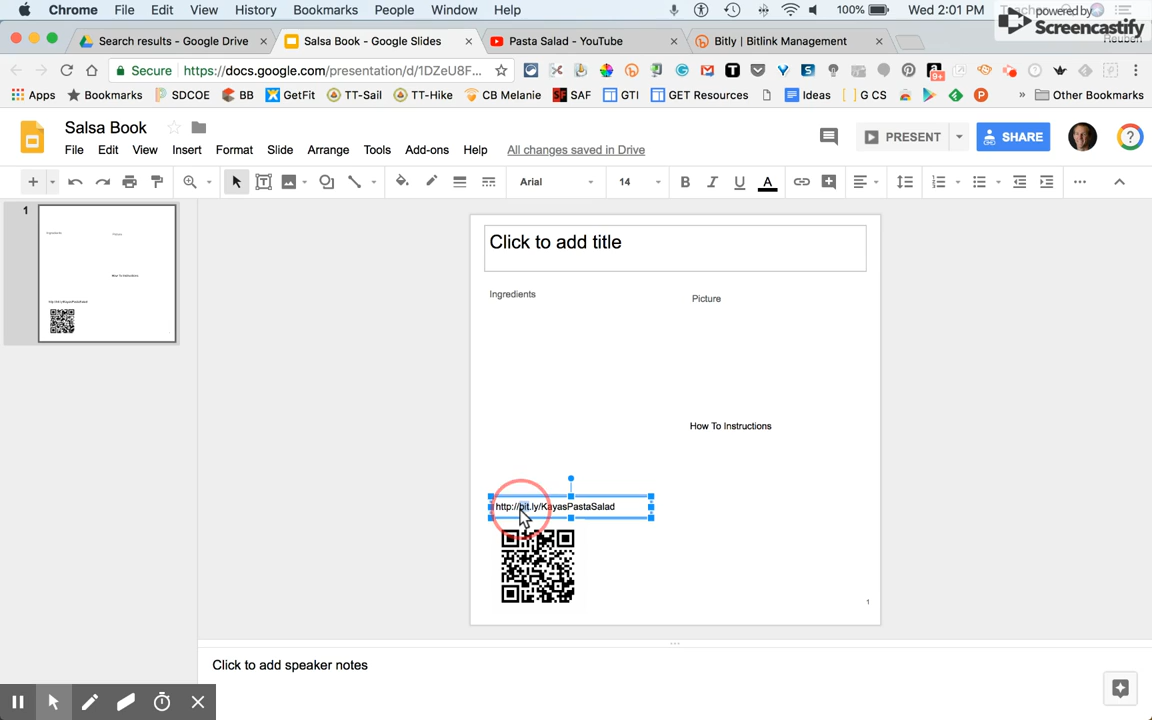 Chrome File Edit View History Bookmarks People Window Help 100% Wed 2:01 PM Teacher
powered by
Screencastify
Search results - Google Drive Salsa Book - Google Slides Pasta Salad - YouTube Bitly | Bitlink Management Reuben
Secure https://docs.google.com/presentation/d/1DZeU8F... 9+
Apps Bookmarks SDCOE BB GetFit TT-Sail TT-Hike CB Melanie SAF GTI GET Resources Ideas G CS » Other Bookmarks
Salsa Book
File Edit View Insert Format Slide Arrange Tools Add-ons Help All changes saved in Drive
PRESENT SHARE
Arial 14 B I U A
1
Click to add title
Ingredients
Picture
How To Instructions
http://bit.ly/KayasPastaSalad
1
Click to add speaker notes